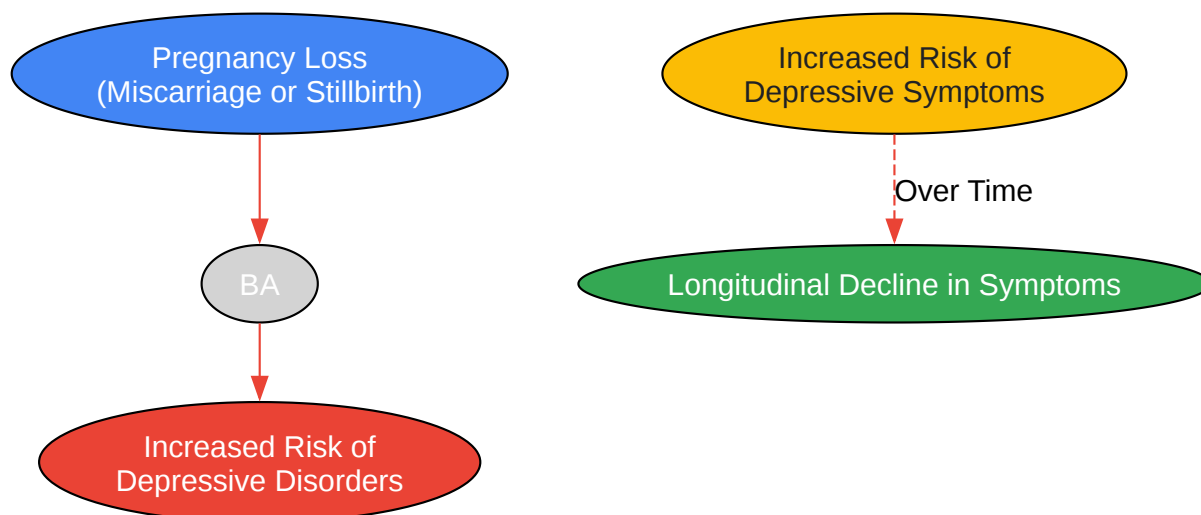 Pregnancy Loss
(Miscarriage or Stillbirth)
Increased Risk of
Depressive Symptoms
Over Time
BA
Longitudinal Decline in Symptoms
Increased Risk of
Depressive Disorders